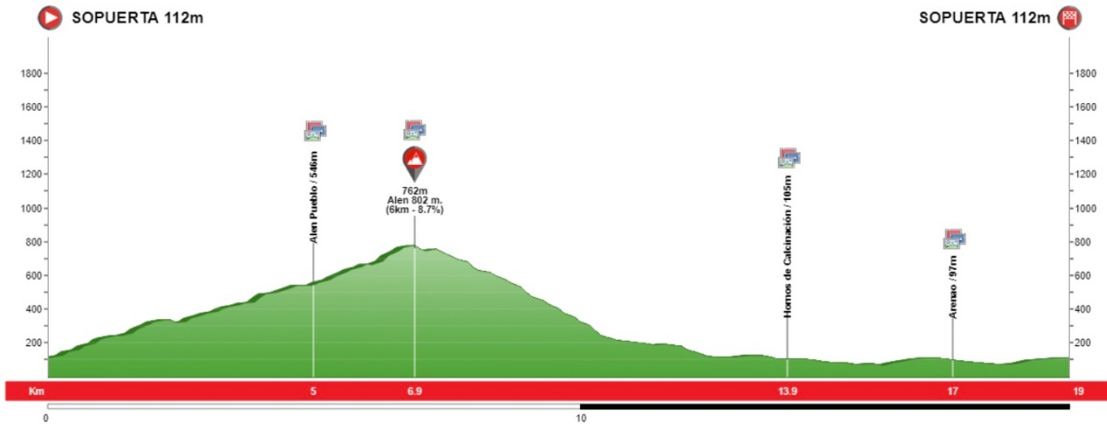 SOPUERTA 112m
SOPUERTA 112m
1800
1600
1400
1200
1000
800
600
400
200
1800
1600
1400
1200
1000
800
600
400
200
Alen Pueblo / 546m
762m
Alen 802 m.
(6km - 8.7%)
Hornos de Calcinación / 105m
Arenao / 97m
Km
5
6.9
13.9
17
19
0
10